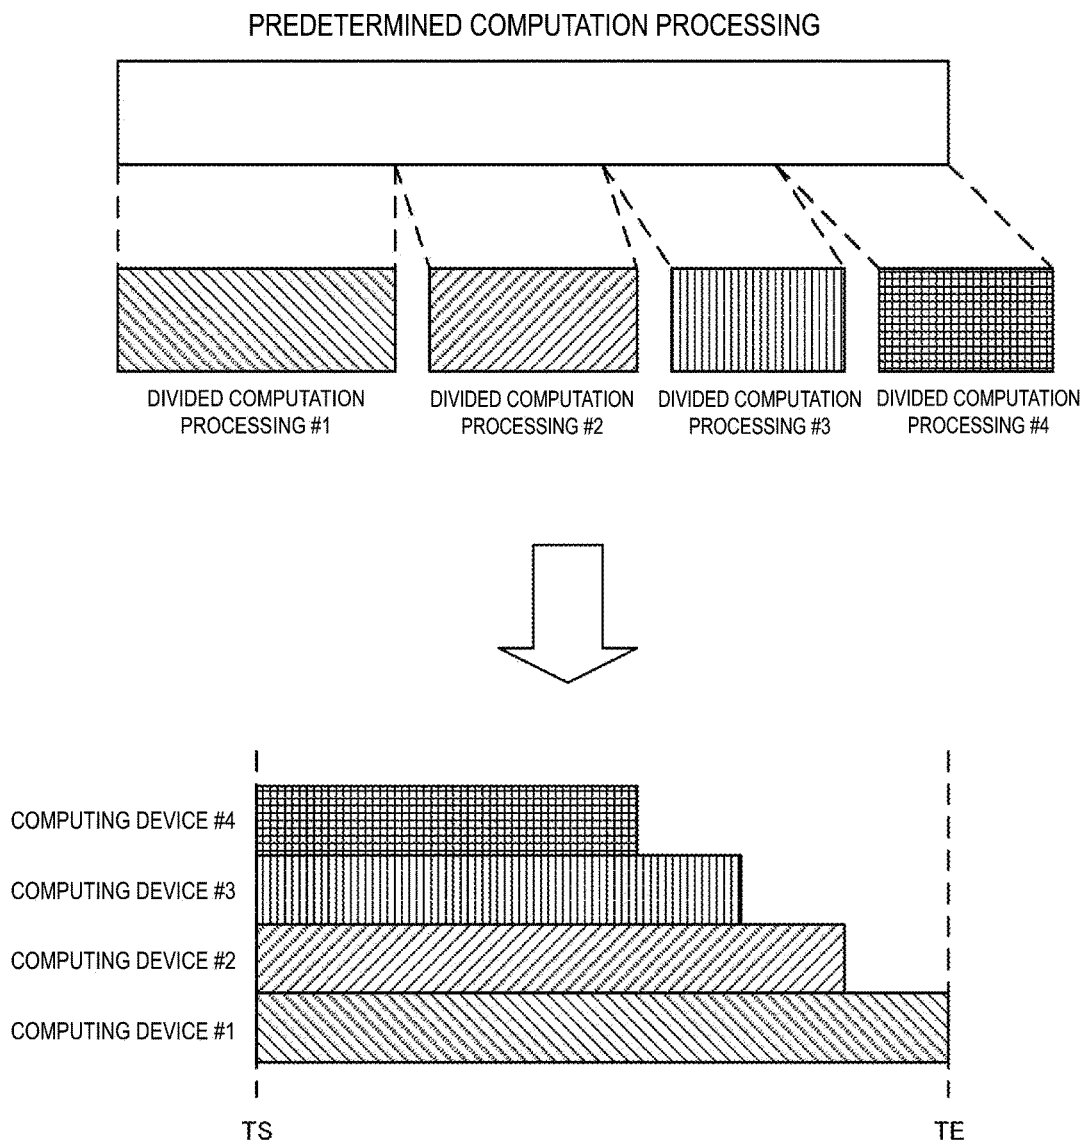 PREDETERMINED COMPUTATION PROCESSING
DIVIDED COMPUTATION
PROCESSING #1
DIVIDED COMPUTATION
PROCESSING #2
DIVIDED COMPUTATION
PROCESSING #3
DIVIDED COMPUTATION
PROCESSING #4
COMPUTING DEVICE #4
COMPUTING DEVICE #3
COMPUTING DEVICE #2
COMPUTING DEVICE #1
TS
TE